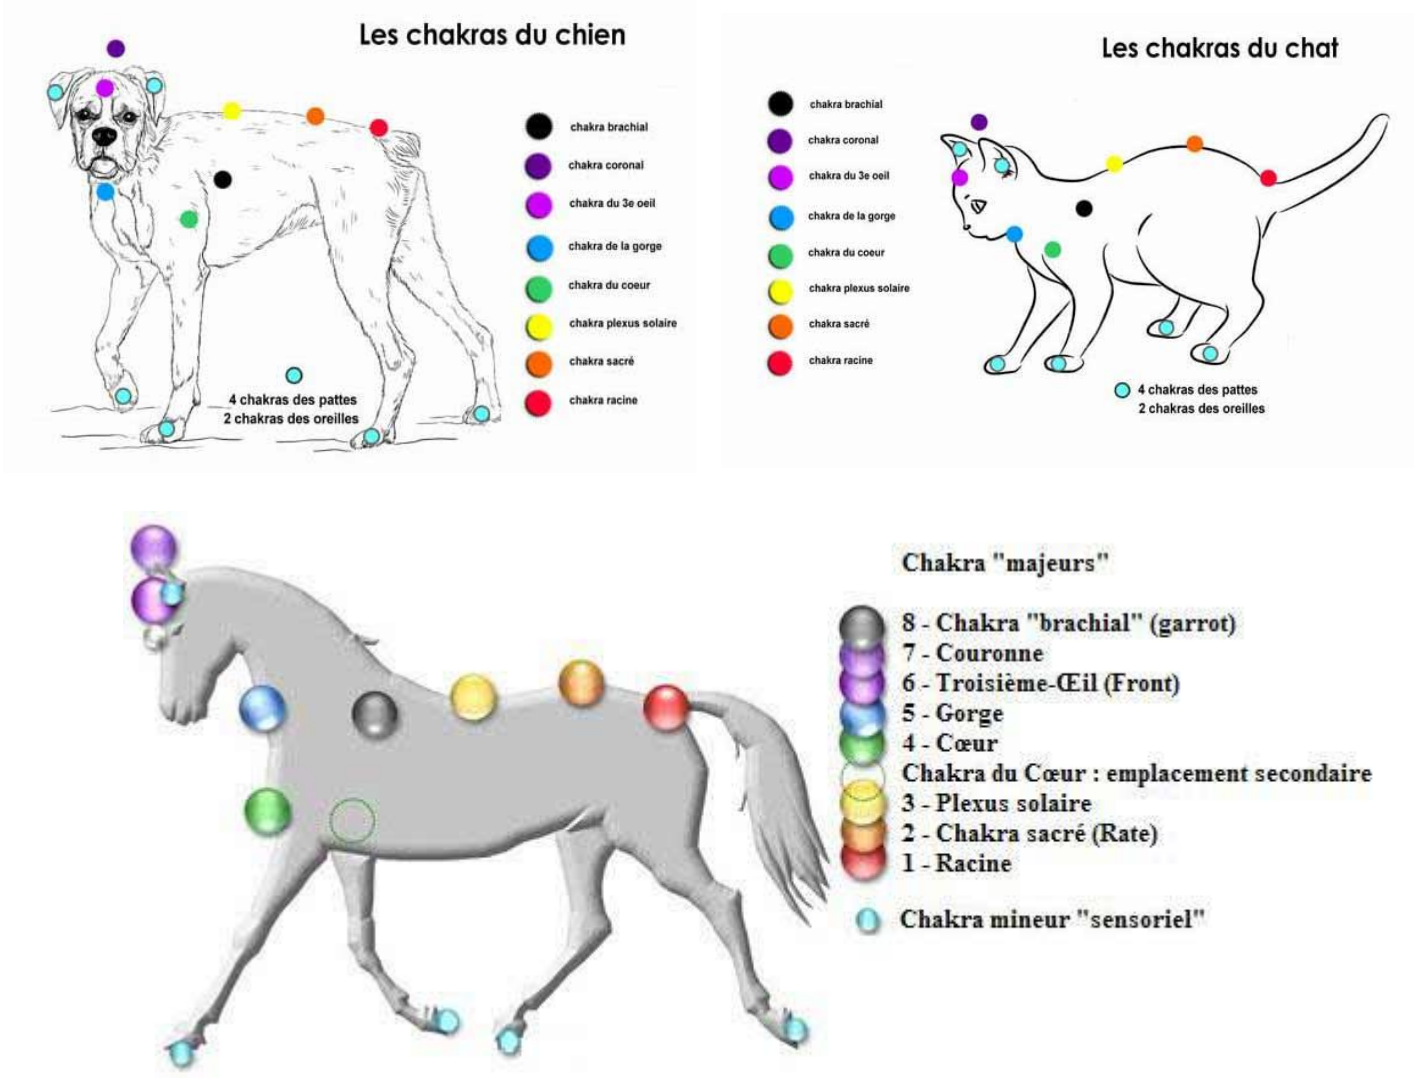 Les chakras du chien
chakra brachial
chakra coronal
chakra du 3e oeil
chakra de la gorge
chakra du coeur
chakra plexus solaire
chakra sacré
chakra racine
4 chakras des pattes
2 chakras des oreilles
Les chakras du chat
chakra brachial
chakra coronal
chakra du 3e oeil
chakra de la gorge
chakra du coeur
chakra plexus solaire
chakra sacré
chakra racine
4 chakras des pattes
2 chakras des oreilles
Chakra "majeurs"
8 - Chakra "brachial" (garrot)
7 - Couronne
6 - Troisième-Œil (Front)
5 - Gorge
4 - Cœur
Chakra du Cœur : emplacement secondaire
3 - Plexus solaire
2 - Chakra sacré (Rate)
1 - Racine
Chakra mineur "sensoriel"